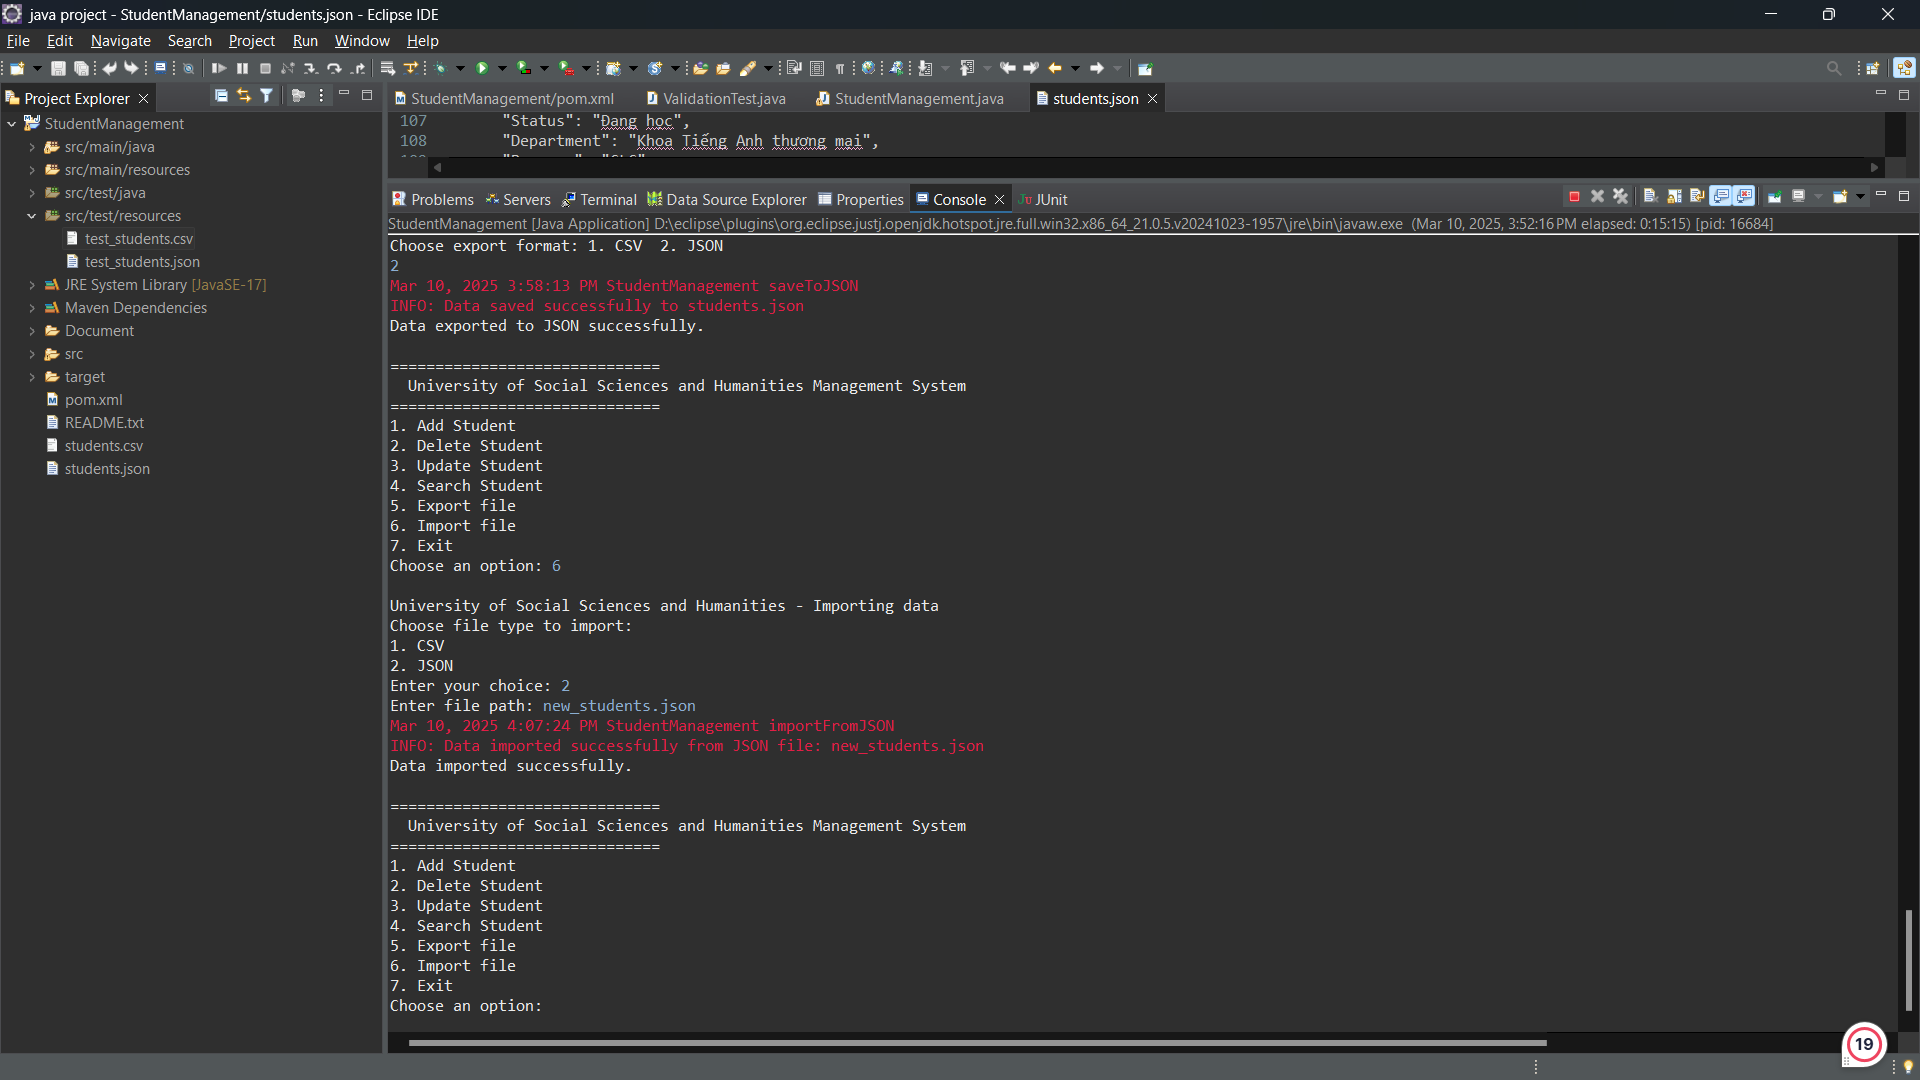 java project - StudentManagement/students.json - Eclipse IDE
File Edit Navigate Search Project Run Window Help
Project Explorer
StudentManagement/pom.xml ValidationTest.java StudentManagement.java students.json
StudentManagement
src/main/java
src/main/resources
src/test/java
src/test/resources
test_students.csv
test_students.json
JRE System Library [JavaSE-17]
Maven Dependencies
Document
src
target
pom.xml
README.txt
students.csv
students.json
107 "Status": "Đang học",
108 "Department": "Khoa Tiếng Anh thương mại",
Problems Servers Terminal Data Source Explorer Properties Console JUnit
StudentManagement [Java Application] D:\eclipse\plugins\org.eclipse.justj.openjdk.hotspot.jre.full.win32.x86_64_21.0.5.v20241023-1957\jre\bin\javaw.exe (Mar 10, 2025, 3:52:16 PM elapsed: 0:15:15) [pid: 16684]
Choose export format: 1. CSV 2. JSON
2
Mar 10, 2025 3:58:13 PM StudentManagement saveToJSON
INFO: Data saved successfully to students.json
Data exported to JSON successfully.
==============================
University of Social Sciences and Humanities Management System
==============================
1. Add Student
2. Delete Student
3. Update Student
4. Search Student
5. Export file
6. Import file
7. Exit
Choose an option: 6
University of Social Sciences and Humanities - Importing data
Choose file type to import:
1. CSV
2. JSON
Enter your choice: 2
Enter file path: new_students.json
Mar 10, 2025 4:07:24 PM StudentManagement importFromJSON
INFO: Data imported successfully from JSON file: new_students.json
Data imported successfully.
==============================
University of Social Sciences and Humanities Management System
==============================
1. Add Student
2. Delete Student
3. Update Student
4. Search Student
5. Export file
6. Import file
7. Exit
Choose an option:
19